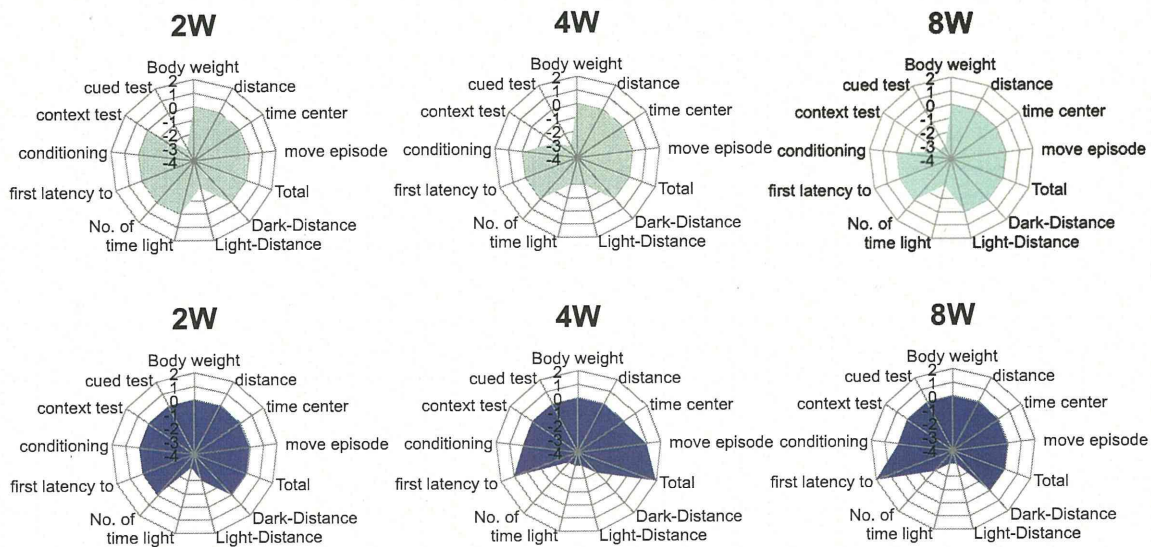 2W
Body weight
cued test
distance
context test
time center
conditioning
move episode
first latency to
Total
No. of
Dark-Distance
time light
Light-Distance
2
1
0
-1
-2
-3
-4
4W
Body weight
cued test
distance
context test
time center
conditioning
move episode
first latency to
Total
No. of
Dark-Distance
time light
Light-Distance
2
1
0
-1
-2
-3
-4
8W
Body weight
cued test
distance
context test
time center
conditioning
move episode
first latency to
Total
No. of
Dark-Distance
time light
Light-Distance
2
1
0
-1
-2
-3
-4
2W
Body weight
cued test
distance
context test
time center
conditioning
move episode
first latency to
Total
No. of
Dark-Distance
time light
Light-Distance
2
1
0
-1
-2
-3
-4
4W
Body weight
cued test
distance
context test
time center
conditioning
move episode
first latency to
Total
No. of
Dark-Distance
time light
Light-Distance
2
1
0
-1
-2
-3
-4
8W
Body weight
cued test
distance
context test
time center
conditioning
move episode
first latency to
Total
No. of
Dark-Distance
time light
Light-Distance
2
1
0
-1
-2
-3
-4